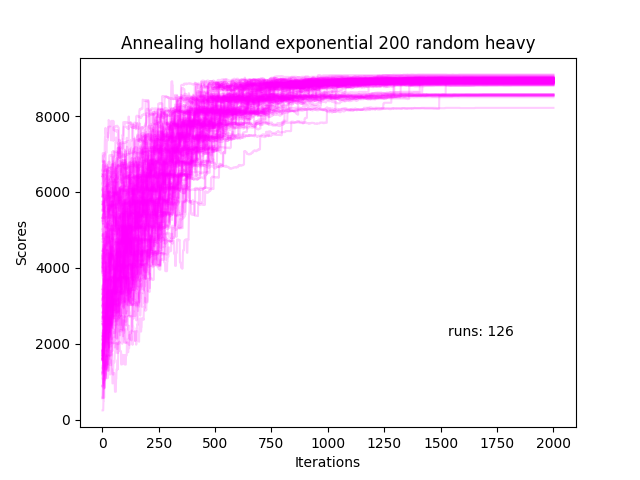 Annealing holland exponential 200 random heavy
Scores
8000
6000
4000
2000
0
runs: 126
0 250 500 750 1000 1250 1500 1750 2000
Iterations